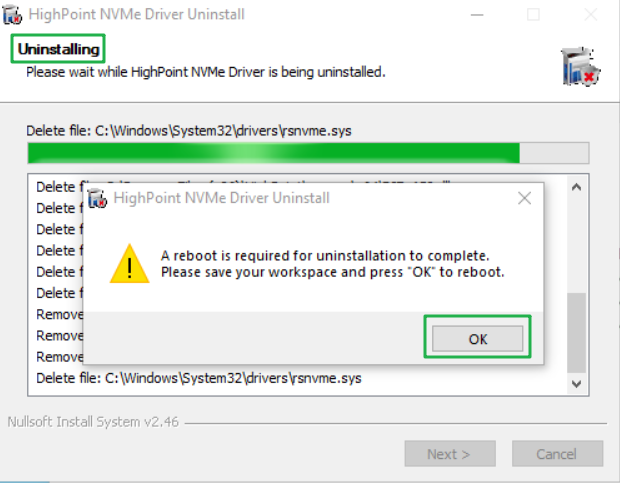 HighPoint NVMe Driver Uninstall
Uninstalling
Please wait while HighPoint NVMe Driver is being uninstalled.
Delete file: C:\Windows\System32\drivers\rsnvme.sys
Delete
HighPoint NVMe Driver Uninstall
Delete f
Delete f
Delete f
Delete f
Delete f
A reboot is required for uninstallation to complete.
Please save your workspace and press "OK" to reboot.
Remove
Remove
Remove
OK
Delete file: C:\Windows\System32\drivers\rsnvme.sys
Nullsoft Install System v2.46
Next >
Cancel